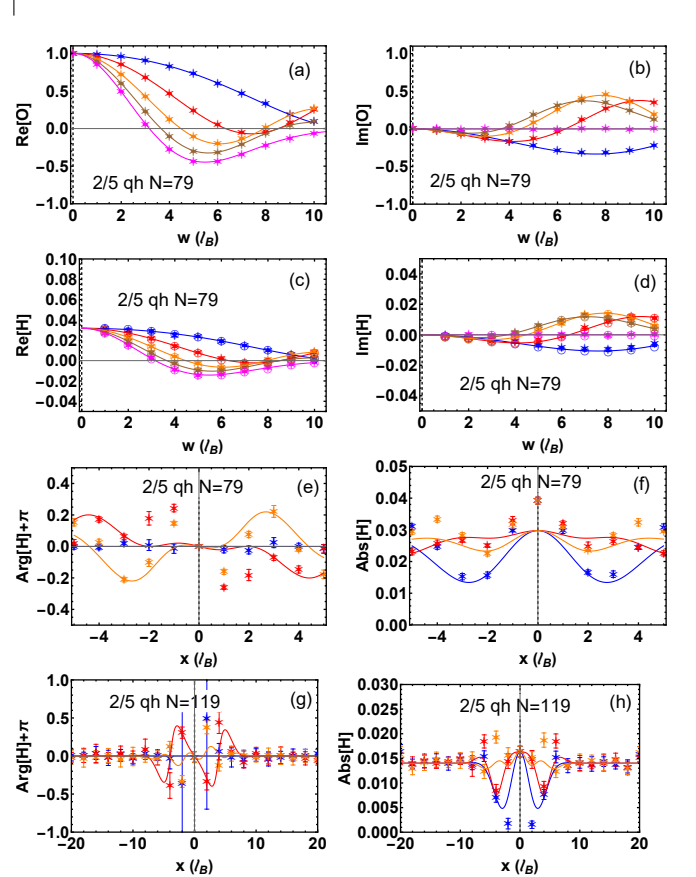 (a)
Re[O]
1.0
0.5
0.0
−0.5
−1.0
2/5 qh N=79
0 2 4 6 8 10
w (l_B)
(b)
Im[O]
1.0
0.5
0.0
−0.5
−1.0
2/5 qh N=79
0 2 4 6 8 10
w (l_B)
(c)
Re[H]
0.10
0.08
0.06
0.04
0.02
0.00
−0.02
−0.04
2/5 qh N=79
0 2 4 6 8 10
w (l_B)
(d)
Im[H]
0.04
0.02
0.00
−0.02
−0.04
2/5 qh N=79
0 2 4 6 8 10
w (l_B)
(e)
Arg[H]+π
0.4
0.2
0.0
−0.2
−0.4
2/5 qh N=79
−4 −2 0 2 4
x (l_B)
(f)
Abs[H]
0.05
0.04
0.03
0.02
0.01
0.00
2/5 qh N=79
−4 −2 0 2 4
x (l_B)
(g)
Arg[H]+π
1.0
0.5
0.0
−0.5
−1.0
2/5 qh N=119
−20 −10 0 10 20
x (l_B)
(h)
Abs[H]
0.030
0.025
0.020
0.015
0.010
0.005
0.000
2/5 qh N=119
−20 −10 0 10 20
x (l_B)